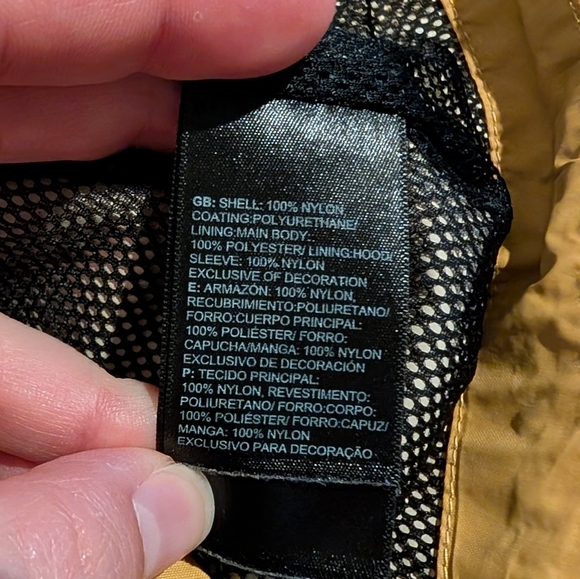 GB: SHELL: 100% NYLON
COATING:POLYURETHANE/
LINING:MAIN BODY:
100% POLYESTER/ LINING:HOOD/
SLEEVE: 100% NYLON
EXCLUSIVE OF DECORATION
E: ARMAZÓN: 100% NYLON,
RECUBRIMIENTO:POLIURETANO/
FORRO:CUERPO PRINCIPAL:
100% POLIÉSTER/ FORRO:
CAPUCHA/MANGA: 100% NYLON
EXCLUSIVO DE DECORACIÓN
P: TECIDO PRINCIPAL:
100% NYLON, REVESTIMENTO:
POLIURETANO/ FORRO:CORPO:
100% POLIÉSTER/ FORRO:CAPUZ/
MANGA: 100% NYLON
EXCLUSIVO PARA DECORAÇÃO